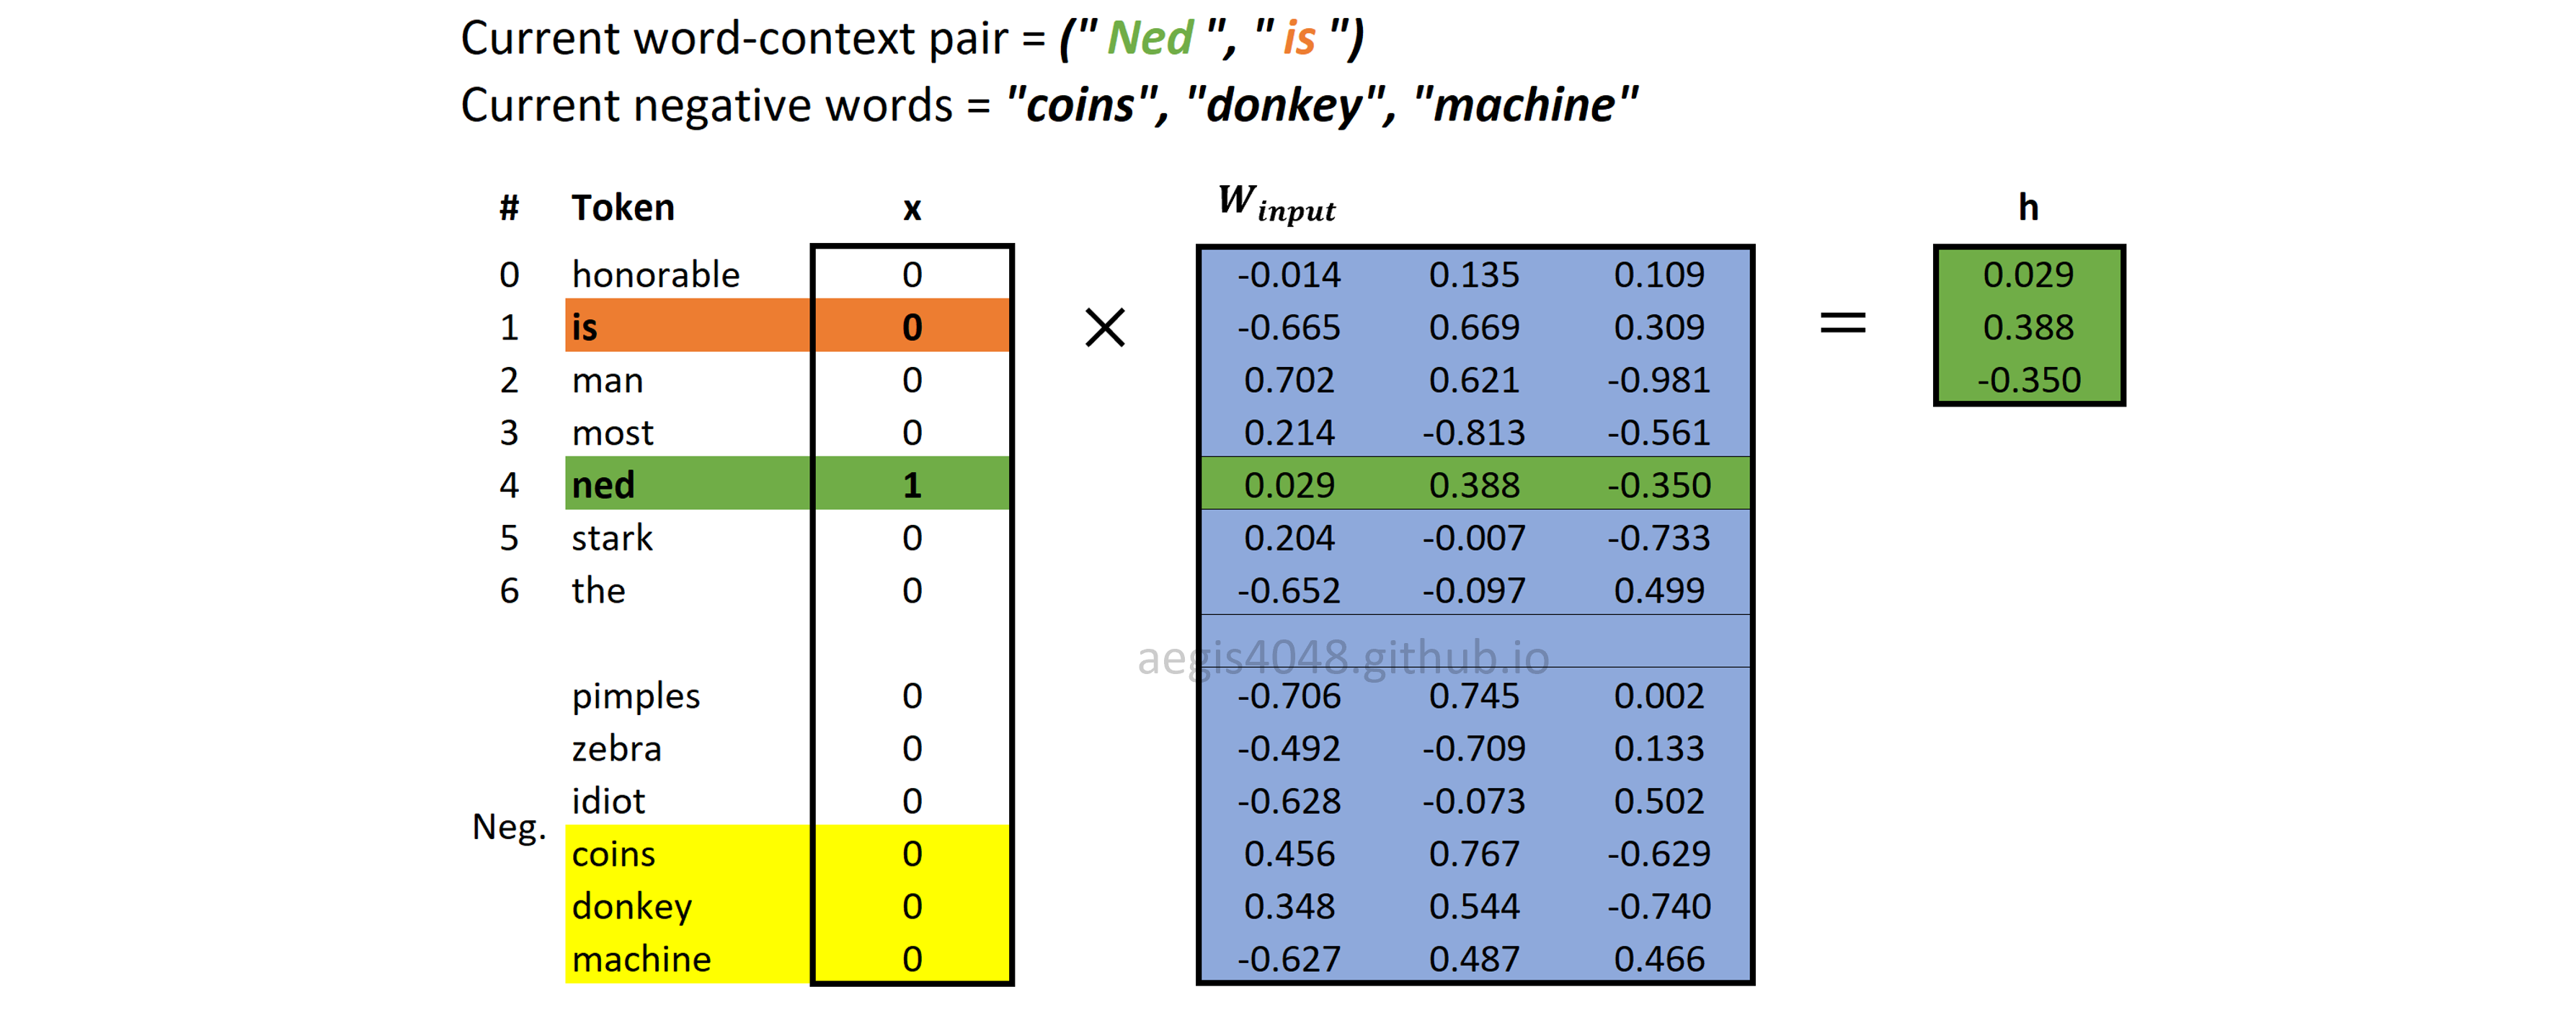 Current word-context pair = (" Ned ", " is ")
Current negative words = "coins", "donkey", "machine"
# Token x W_input h
0 honorable 0 -0.014 0.135 0.109 0.029
1 is 0 × -0.665 0.669 0.309 = 0.388
2 man 0 0.702 0.621 -0.981 -0.350
3 most 0 0.214 -0.813 -0.561
4 ned 1 0.029 0.388 -0.350
5 stark 0 0.204 -0.007 -0.733
6 the 0 -0.652 -0.097 0.499
aegis4048.github.io
pimples 0 -0.706 0.745 0.002
zebra 0 -0.492 -0.709 0.133
idiot 0 -0.628 -0.073 0.502
Neg.
coins 0 0.456 0.767 -0.629
donkey 0 0.348 0.544 -0.740
machine 0 -0.627 0.487 0.466